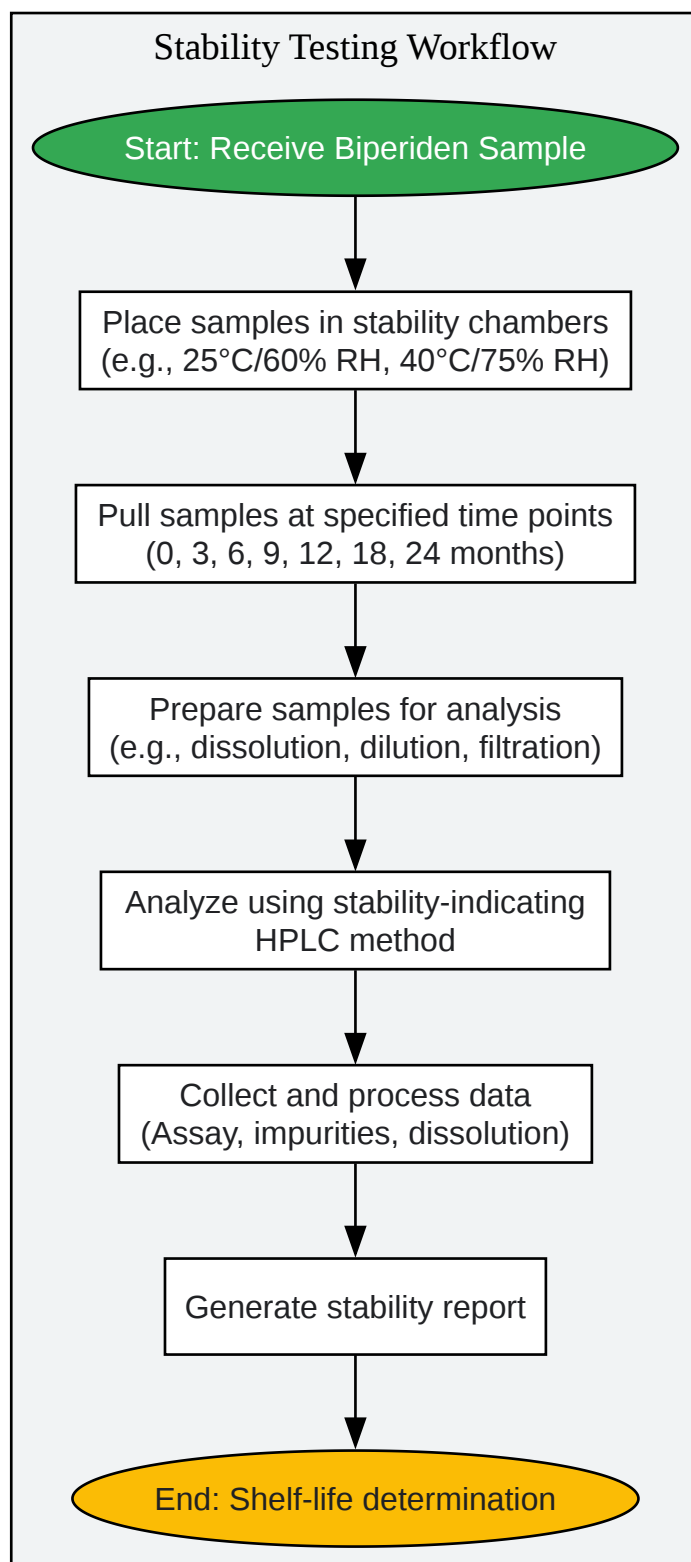 Stability Testing Workflow
Start: Receive Biperiden Sample
Place samples in stability chambers
(e.g., 25°C/60% RH, 40°C/75% RH)
Pull samples at specified time points
(0, 3, 6, 9, 12, 18, 24 months)
Prepare samples for analysis
(e.g., dissolution, dilution, filtration)
Analyze using stability-indicating
HPLC method
Collect and process data
(Assay, impurities, dissolution)
Generate stability report
End: Shelf-life determination